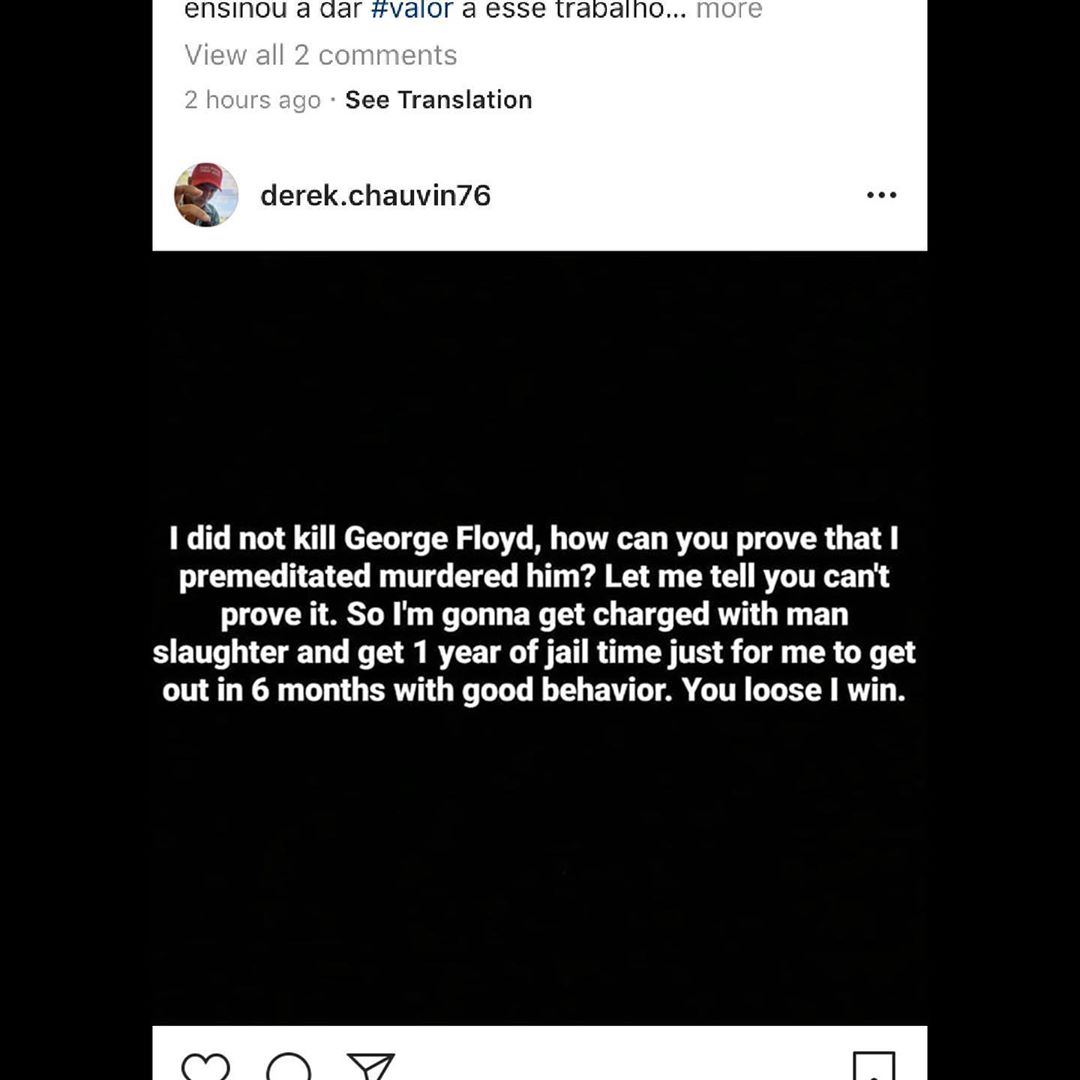 ensinou a dar #valor a esse trabalho... more
View all 2 comments
2 hours ago · See Translation
derek.chauvin76
I did not kill George Floyd, how can you prove that I
premeditated murdered him? Let me tell you can't
prove it. So I'm gonna get charged with man
slaughter and get 1 year of jail time just for me to get
out in 6 months with good behavior. You loose I win.